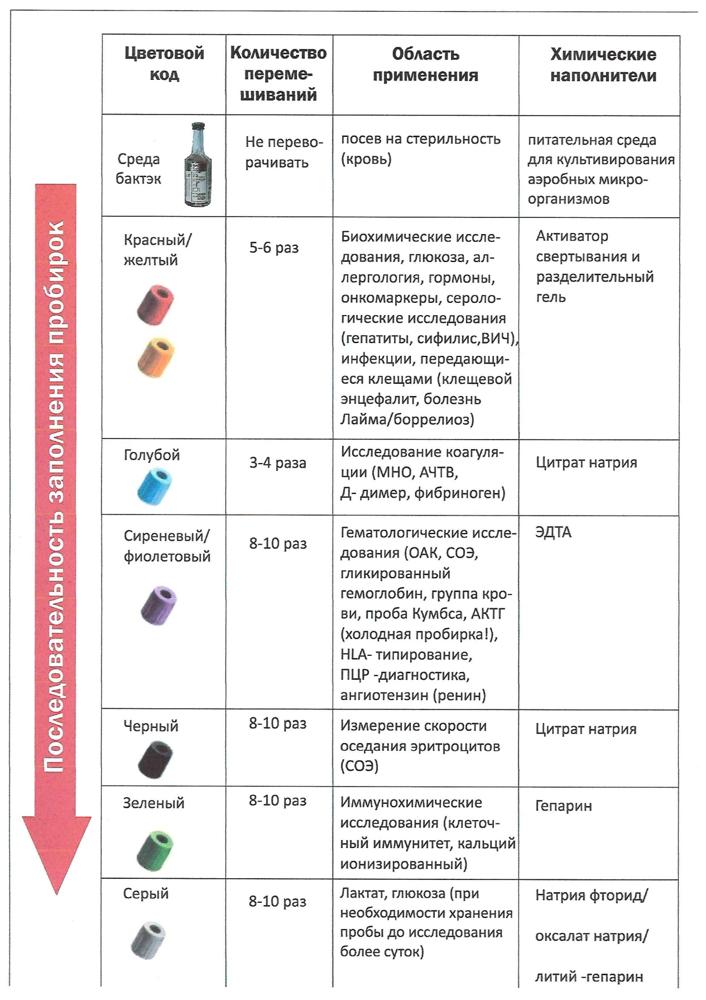 Последовательность заполнения пробирок
Цветовой
код
Количество
переме-
шиваний
Область
применения
Химические
наполнители
Среда
бактэк
Не перево-
рачивать
посев на стерильность
(кровь)
питательная среда
для культивирования
аэробных микро-
организмов
Красный/
желтый
5-6 раз
Биохимические иссле-
дования, глюкоза, ал-
лергология, гормоны,
онкомаркеры, сероло-
гические исследования
(гепатиты, сифилис,ВИЧ),
инфекции, передающи-
еся клещами (клещевой
энцефалит, болезнь
Лайма/боррелиоз)
Активатор
свертывания и
разделительный
гель
Голубой
3-4 раза
Исследование коагуля-
ции (МНО, АЧТВ,
Д- димер, фибриноген)
Цитрат натрия
Сиреневый/
фиолетовый
8-10 раз
Гематологические иссле-
дования (ОАК, СОЭ,
гликированный
гемоглобин, группа кро-
ви, проба Кумбса, АКТГ
(холодная пробирка!),
HLA- типирование,
ПЦР -диагностика,
ангиотензин (ренин)
ЭДТА
Черный
8-10 раз
Измерение скорости
оседания эритроцитов
(СОЭ)
Цитрат натрия
Зеленый
8-10 раз
Иммунохимические
исследования (клеточ-
ный иммунитет, кальций
ионизированный)
Гепарин
Серый
8-10 раз
Лактат, глюкоза (при
необходимости хранения
пробы до исследования
более суток)
Натрия фторид/
оксалат натрия/
литий -гепарин